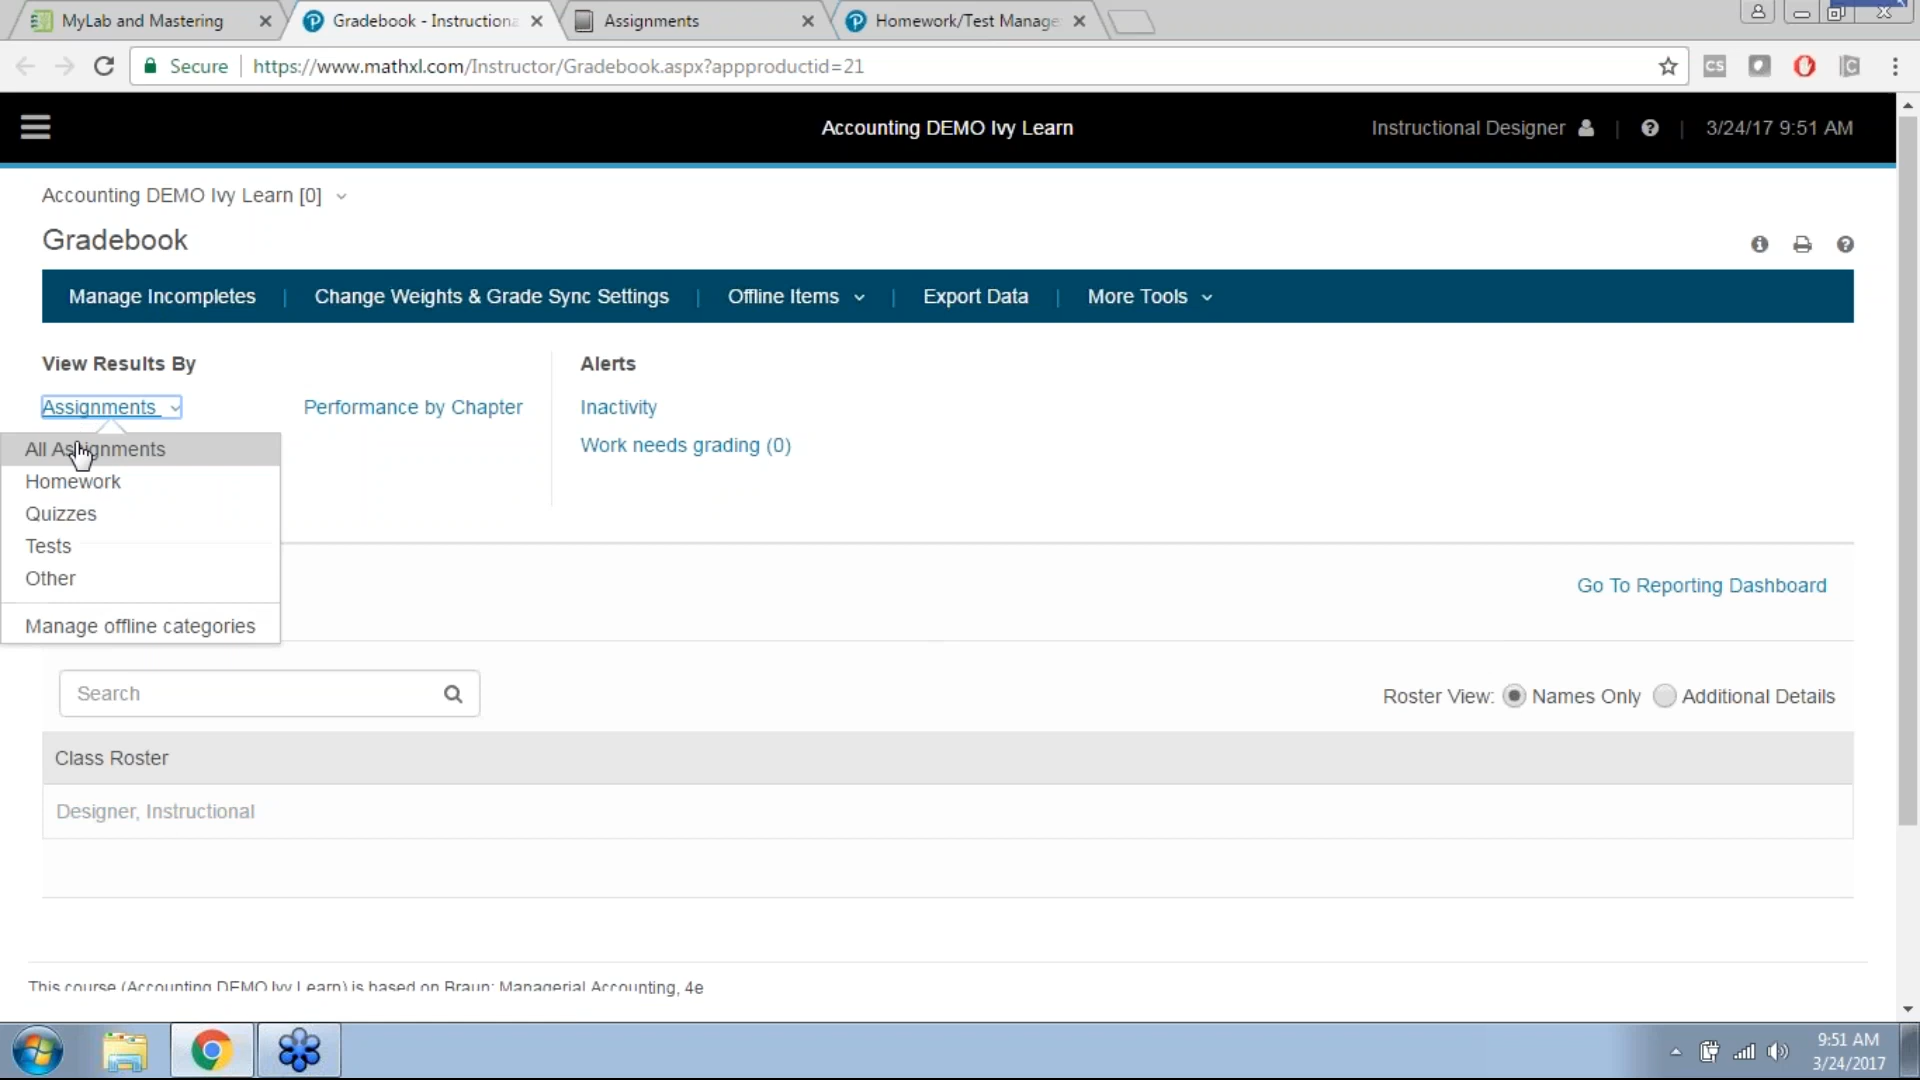 MyLab and Mastering
Gradebook - Instructiona
Assignments
Homework/Test Manage
Secure
https://www.mathxl.com/Instructor/Gradebook.aspx?appproductid=21
CS
C
Accounting DEMO Ivy Learn
Instructional Designer
3/24/17 9:51 AM
Accounting DEMO Ivy Learn [0]
Gradebook
Manage Incompletes
Change Weights & Grade Sync Settings
Offline Items
Export Data
More Tools
View Results By
Alerts
Assignments
Performance by Chapter
Inactivity
All Assignments
Work needs grading (0)
Homework
Quizzes
Tests
Other
Go To Reporting Dashboard
Manage offline categories
Search
Roster View:
Names Only
Additional Details
Class Roster
Designer, Instructional
This course (Accounting DEMO Ivy Learn) is based on Braun: Managerial Accounting, 4e
9:51 AM
3/24/2017